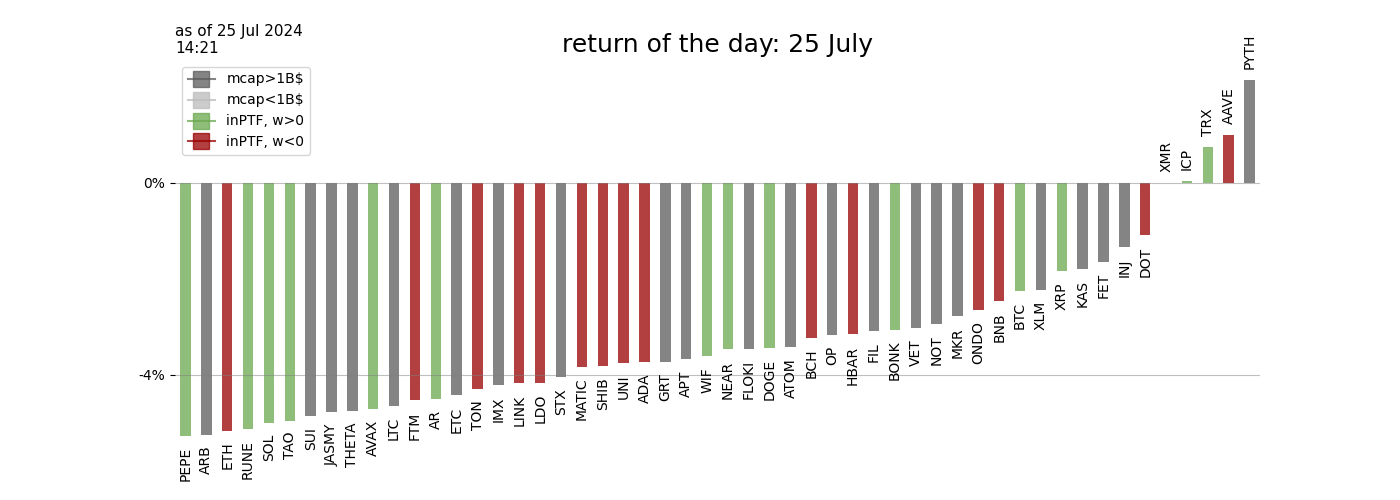 as of 25 Jul 2024
14:21
return of the day: 25 July
mcap>1B$
mcap<1B$
inPTF, w>0
inPTF, w<0
0%
-4%
PEPE
ARB
ETH
RUNE
SOL
TAO
SUI
JASMY
THETA
AVAX
LTC
FTM
AR
ETC
TON
IMX
LINK
LDO
STX
MATIC
SHIB
UNI
ADA
GRT
APT
WIF
NEAR
FLOKI
DOGE
ATOM
BCH
OP
HBAR
FIL
BONK
VET
NOT
MKR
ONDO
BNB
BTC
XLM
XRP
KAS
FET
INJ
DOT
XMR
ICP
TRX
AAVE
PYTH